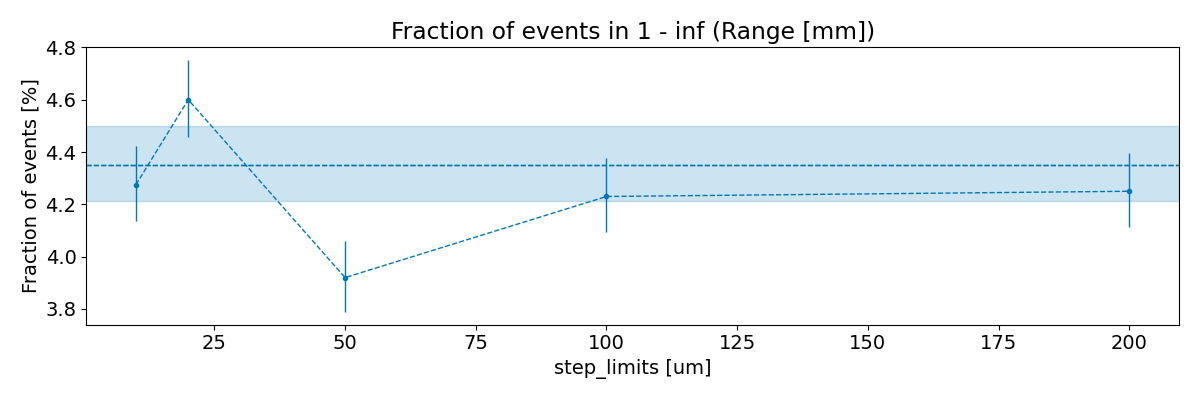 Fraction of events in 1 - inf (Range [mm])
Fraction of events [%]
4.8
4.6
4.4
4.2
4.0
3.8
25 50 75 100 125 150 175 200
step_limits [um]